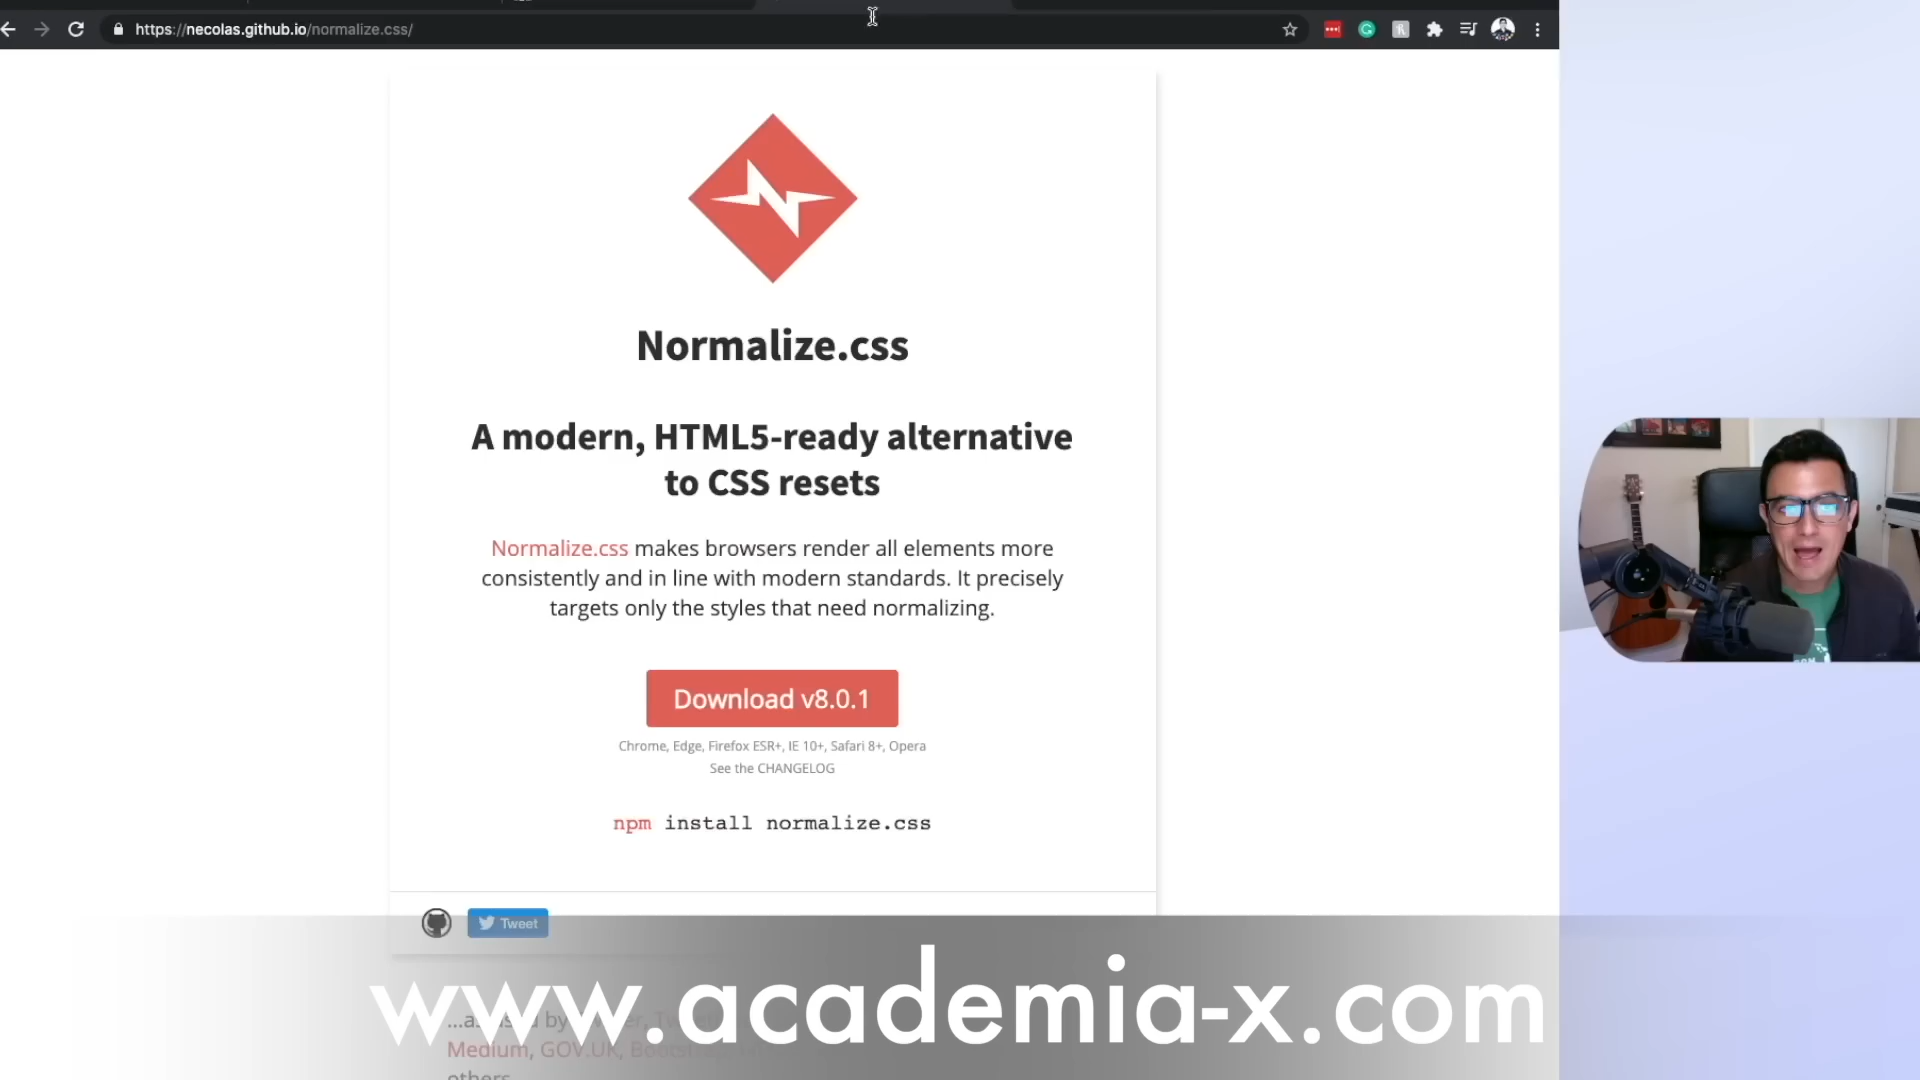 https://necolas.github.io/normalize.css/
Normalize.css
A modern, HTML5-ready alternative
to CSS resets
Normalize.css makes browsers render all elements more
consistently and in line with modern standards. It precisely
targets only the styles that need normalizing.
Download v8.0.1
Chrome, Edge, Firefox ESR+, IE 10+, Safari 8+, Opera
See the CHANGELOG
npm install normalize.css
Tweet
www.academia-x.com
by
Medium, GOV.UK,
others